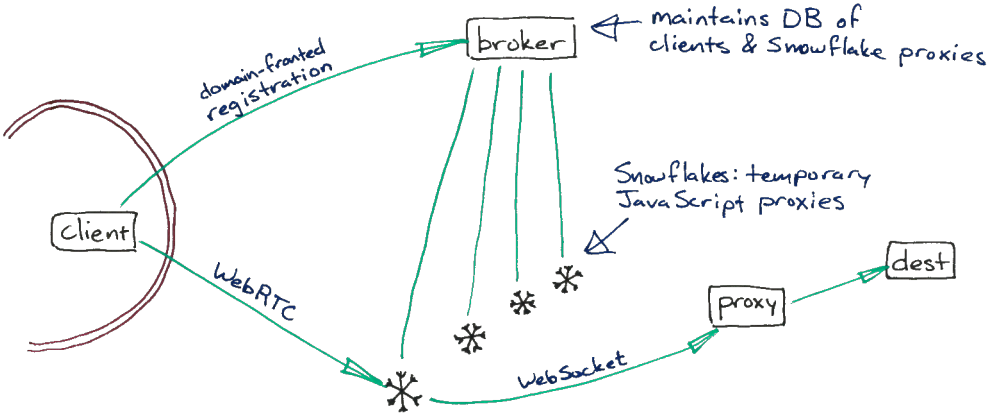 maintains DB of
clients & Snowflake proxies
broker
domain-fronted
registration
Snowflakes: temporary
JavaScript proxies
client
WebRTC
dest
proxy
WebSocket